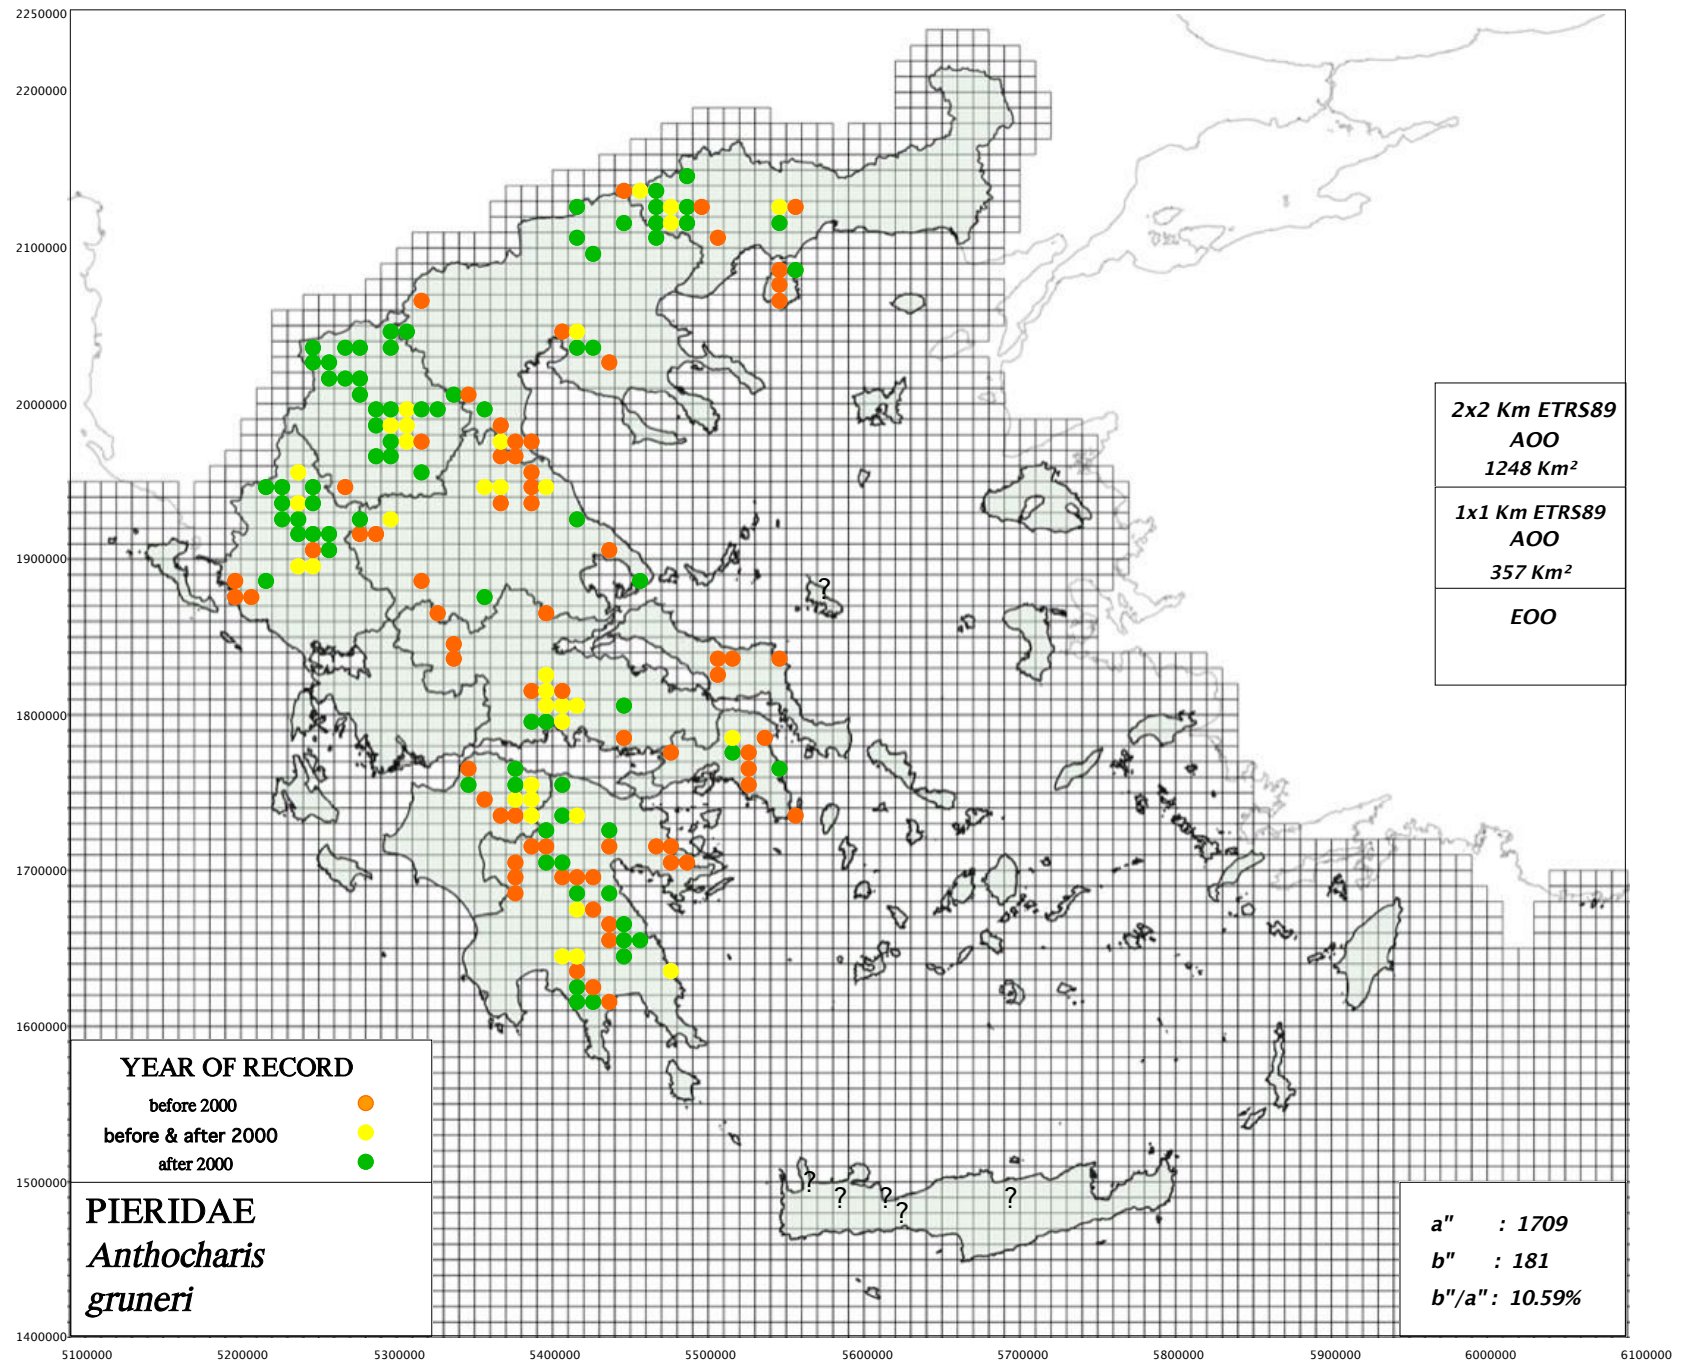 2250000
2200000
2100000
2000000
1900000
1800000
1700000
1600000
1500000
1400000
5100000 5200000 5300000 5400000 5500000 5600000 5700000 5800000 5900000 6000000 6100000
2x2 Km ETRS89
AOO
1248 Km²
1x1 Km ETRS89
AOO
357 Km²
EOO
?
? ? ? ? ?
YEAR OF RECORD
before 2000
before & after 2000
after 2000
PIERIDAE
Anthocharis
gruneri
a" : 1709
b" : 181
b"/a" : 10.59%